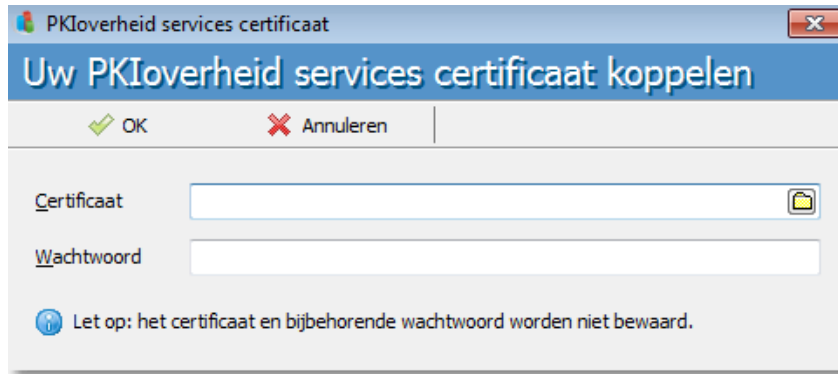 PKIoverheid services certificaat
Uw PKIoverheid services certificaat koppelen
OK Annuleren
Certificaat
Wachtwoord
Let op: het certificaat en bijbehorende wachtwoord worden niet bewaard.